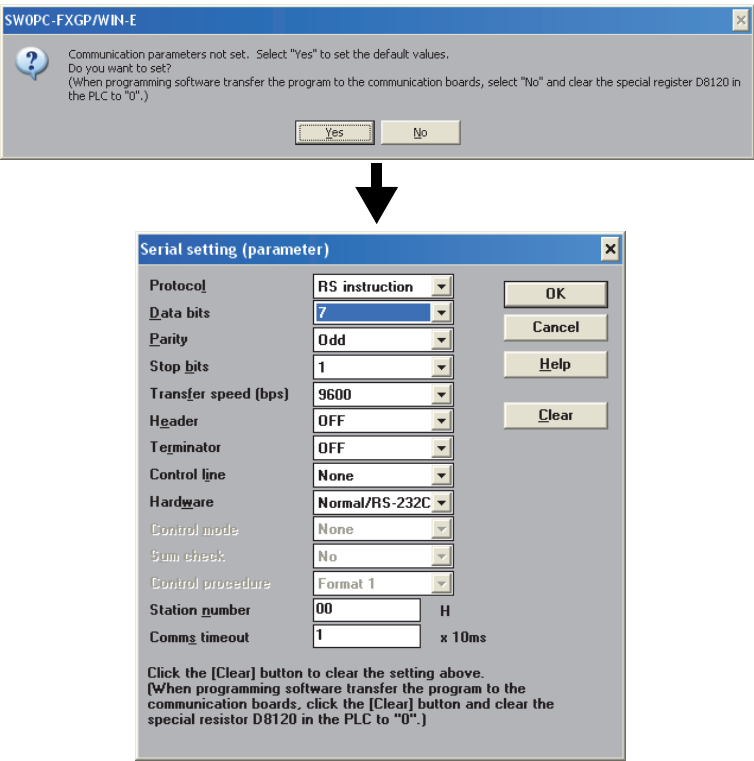 SW0PC-FXGP/WIN-E
Communication parameters not set. Select "Yes" to set the default values.
Do you want to set?
(When programming software transfer the program to the communication boards, select "No" and clear the special register D8120 in
the PLC to "0".)
Yes No
Serial setting (parameter)
Protocol RS instruction OK
Data bits 7
Parity Odd Cancel
Stop bits 1 Help
Transfer speed (bps) 9600
Header OFF Clear
Terminator OFF
Control line None
Hardware Normal/RS-232C
Control mode None
Sum check No
Control procedure Format 1
Station number 00 H
Comms timeout 1 x 10ms
Click the [Clear] button to clear the setting above.
(When programming software transfer the program to the
communication boards, click the [Clear] button and clear the
special resistor D8120 in the PLC to "0".)